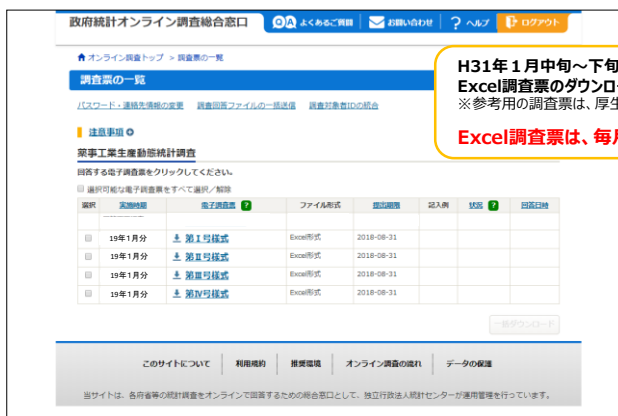 政府統計オンライン調査総合窓口 Q&A よくあるご質問 お問い合わせ ? ヘルプ ログアウト
オンライン調査トップ > 調査票の一覧
調査票の一覧
H31年1月中旬~下旬
Excel調査票のダウンロー
※参考用の調査票は、厚生
Excel調査票は、毎月
パスワード・連絡先情報の変更 調査回答ファイルの一括送信 調査対象者IDの統合
注意事項
薬事工業生産動態統計調査
回答する電子調査票をクリックしてください。
選択可能な電子調査票をすべて選択/解除
選択 実施時期 電子調査票 ? ファイル形式 提出期限 記入例 状況 ? 回答日時
19年1月分 第Ⅰ号様式 Excel形式 2018-08-31
19年1月分 第Ⅱ号様式 Excel形式 2018-08-31
19年1月分 第Ⅲ号様式 Excel形式 2018-08-31
19年1月分 第Ⅳ号様式 Excel形式 2018-08-31
一括ダウンロード
このサイトについて 利用規約 推奨環境 オンライン調査の流れ データの保護
当サイトは、各府省等の統計調査をオンラインで回答するための総合窓口として、独立行政法人統計センターが運用管理を行っています。